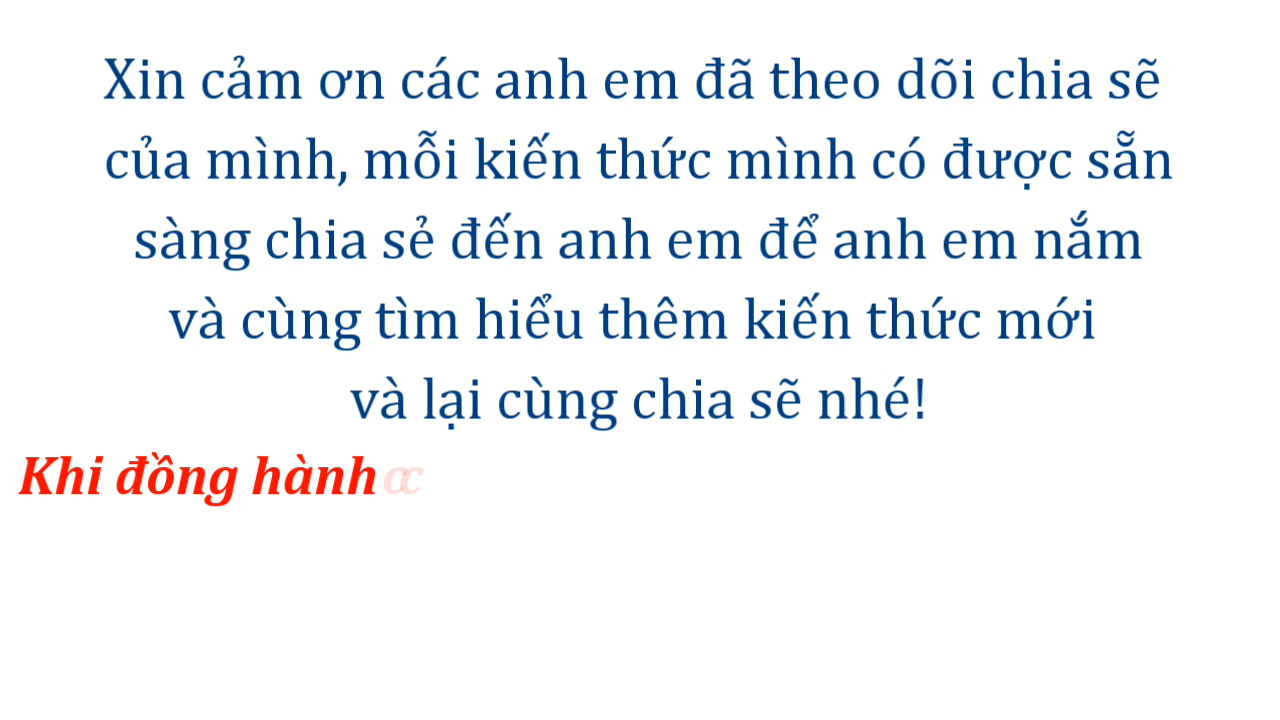 Xin cảm ơn các anh em đã theo dõi chia sẽ
của mình, mỗi kiến thức mình có được sẵn
sàng chia sẻ đến anh em để anh em nắm
và cùng tìm hiểu thêm kiến thức mới
và lại cùng chia sẽ nhé!
Khi đồng hành